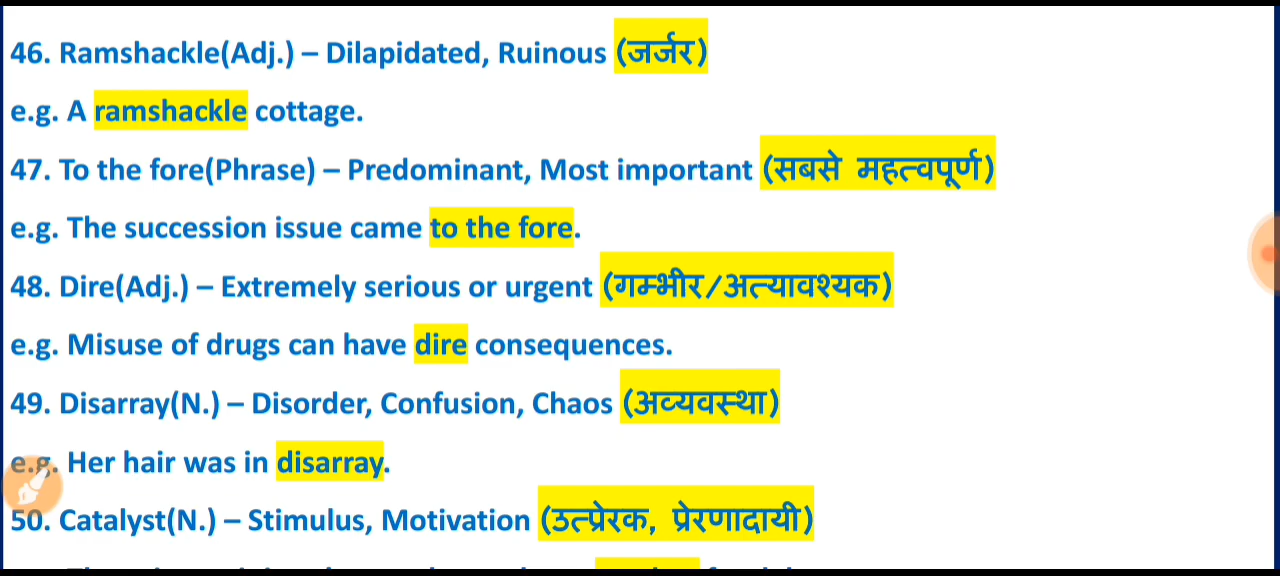 46. Ramshackle(Adj.) – Dilapidated, Ruinous (जर्जर)
e.g. A ramshackle cottage.
47. To the fore(Phrase) – Predominant, Most important (सबसे महत्वपूर्ण)
e.g. The succession issue came to the fore.
48. Dire(Adj.) – Extremely serious or urgent (गम्भीर/अत्यावश्यक)
e.g. Misuse of drugs can have dire consequences.
49. Disarray(N.) – Disorder, Confusion, Chaos (अव्यवस्था)
e.g. Her hair was in disarray.
50. Catalyst(N.) – Stimulus, Motivation (उत्प्रेरक, प्रेरणादायी)